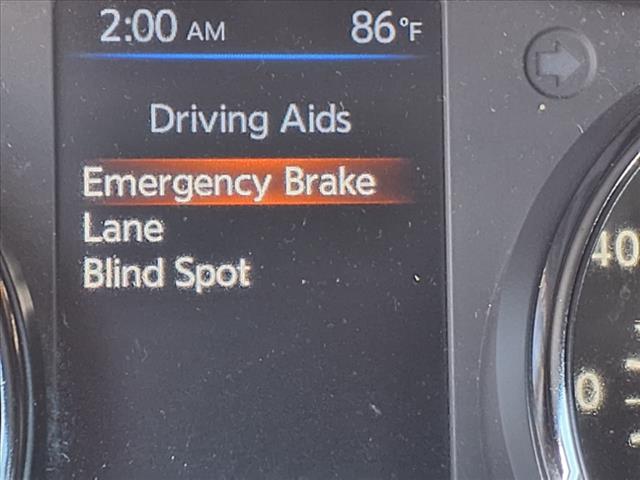 2:00 AM 86°F
Driving Aids
Emergency Brake
Lane
Blind Spot
40
0